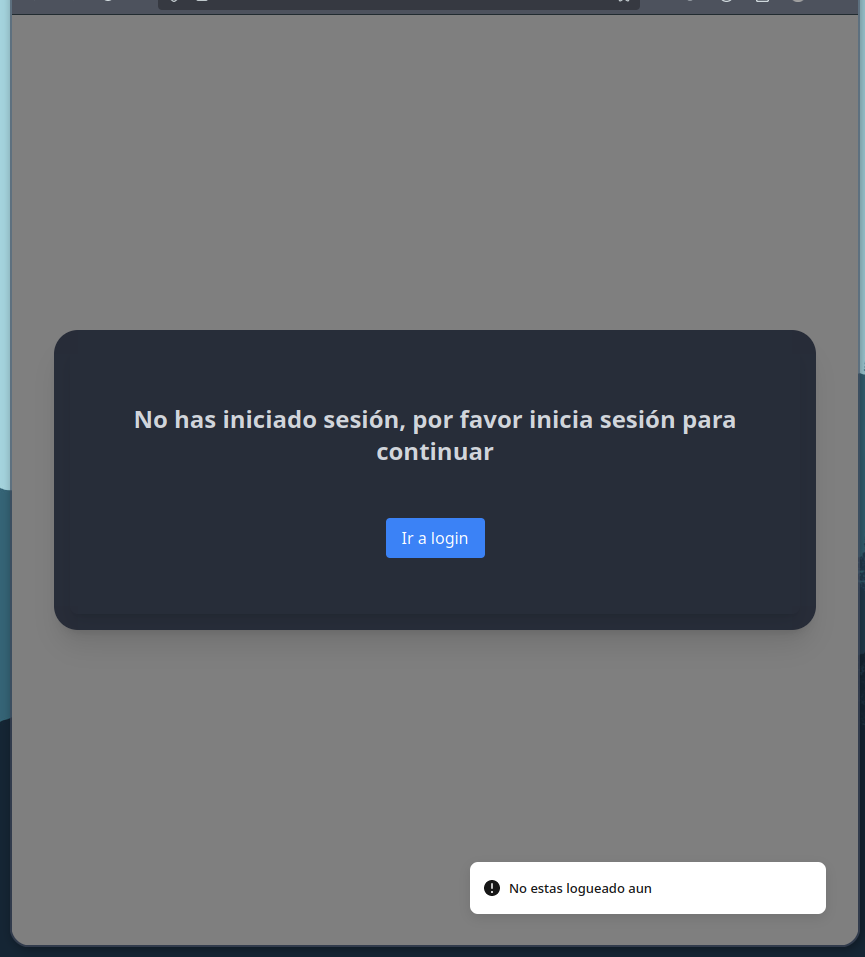 No has iniciado sesión, por favor inicia sesión para
continuar
Ir a login
No estas logueado aun